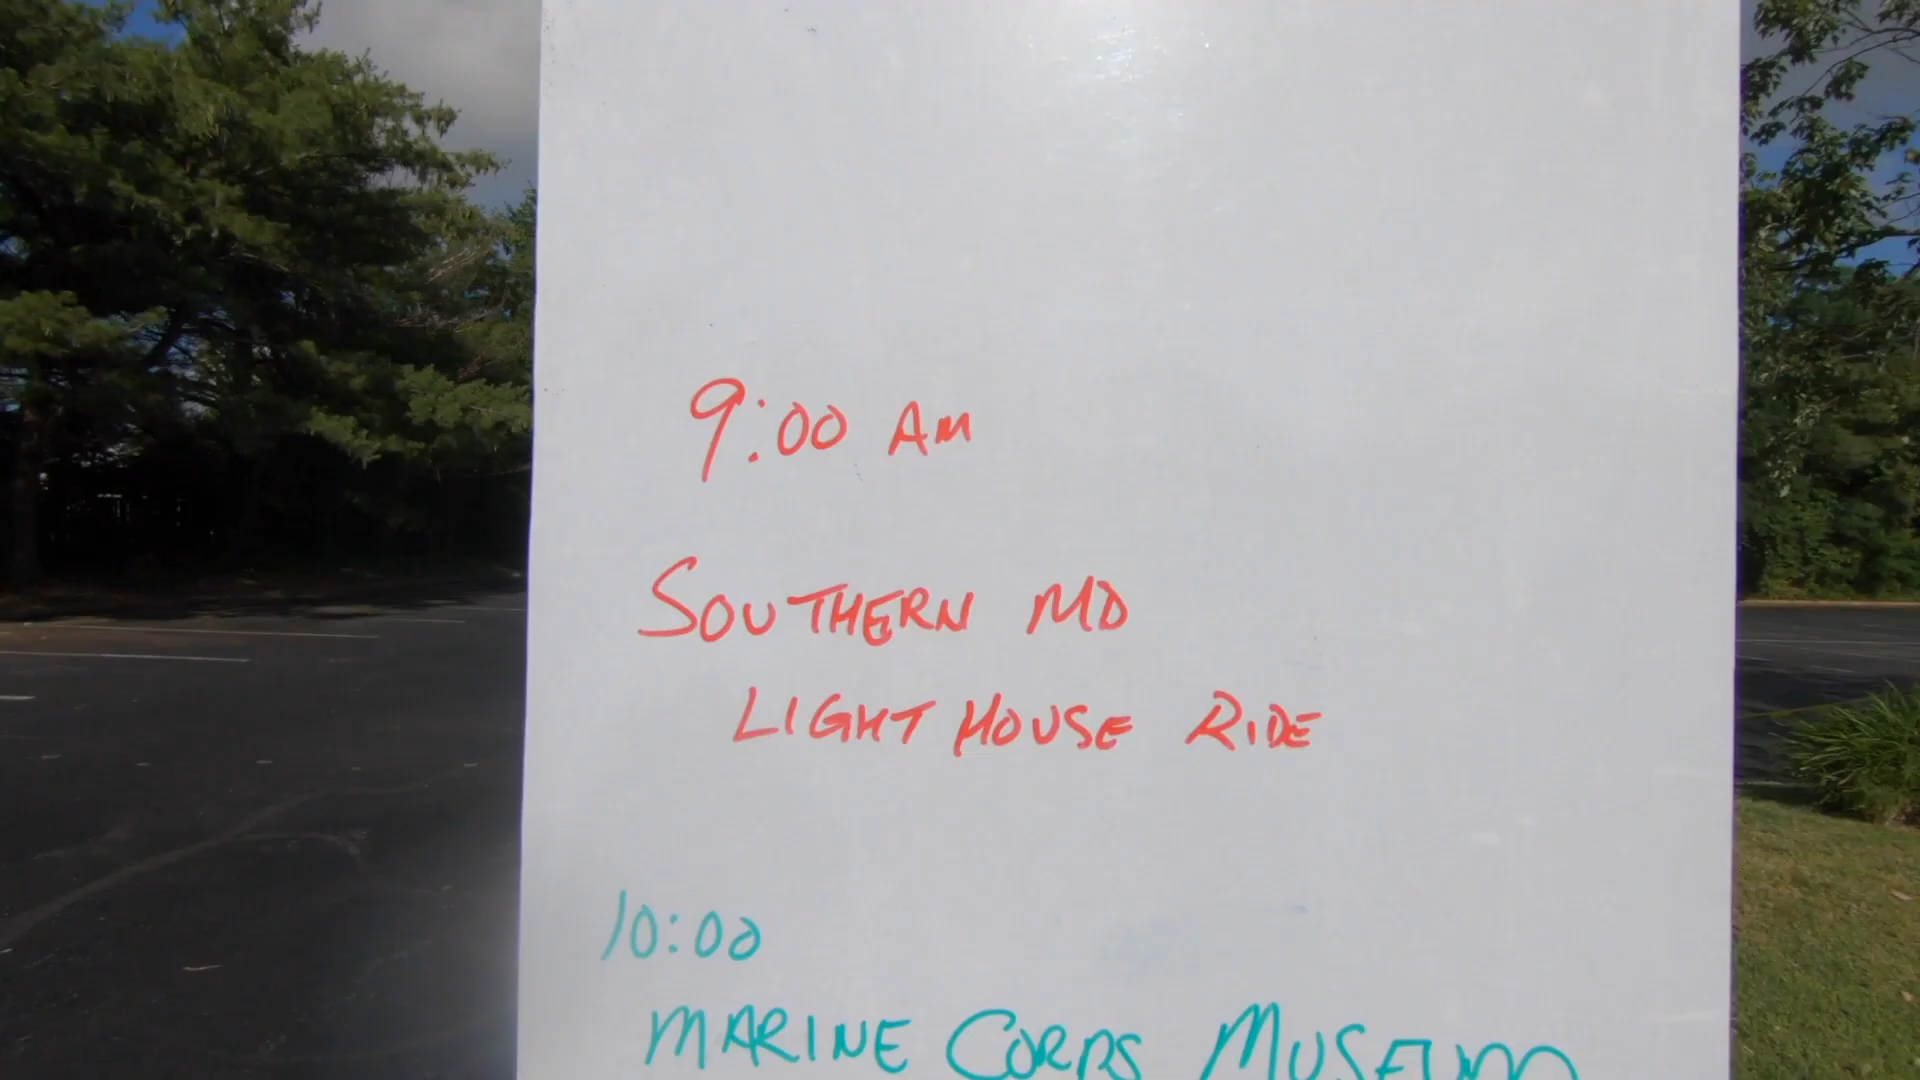 9:00 AM
SOUTHERN MD
LIGHT HOUSE RIDE
10:00
MARINE CORPS MUSEUM